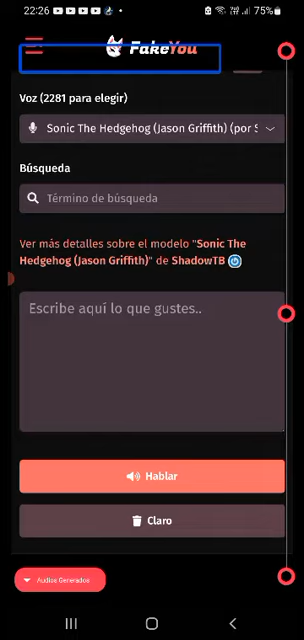 22:26
75%
FakeYou
Voz (2281 para elegir)
Sonic The Hedgehog (Jason Griffith) (por S
Búsqueda
Término de búsqueda
Ver más detalles sobre el modelo "Sonic The
Hedgehog (Jason Griffith)" de ShadowTB
Escribe aquí lo que gustes..
Hablar
Claro
Audios Generados